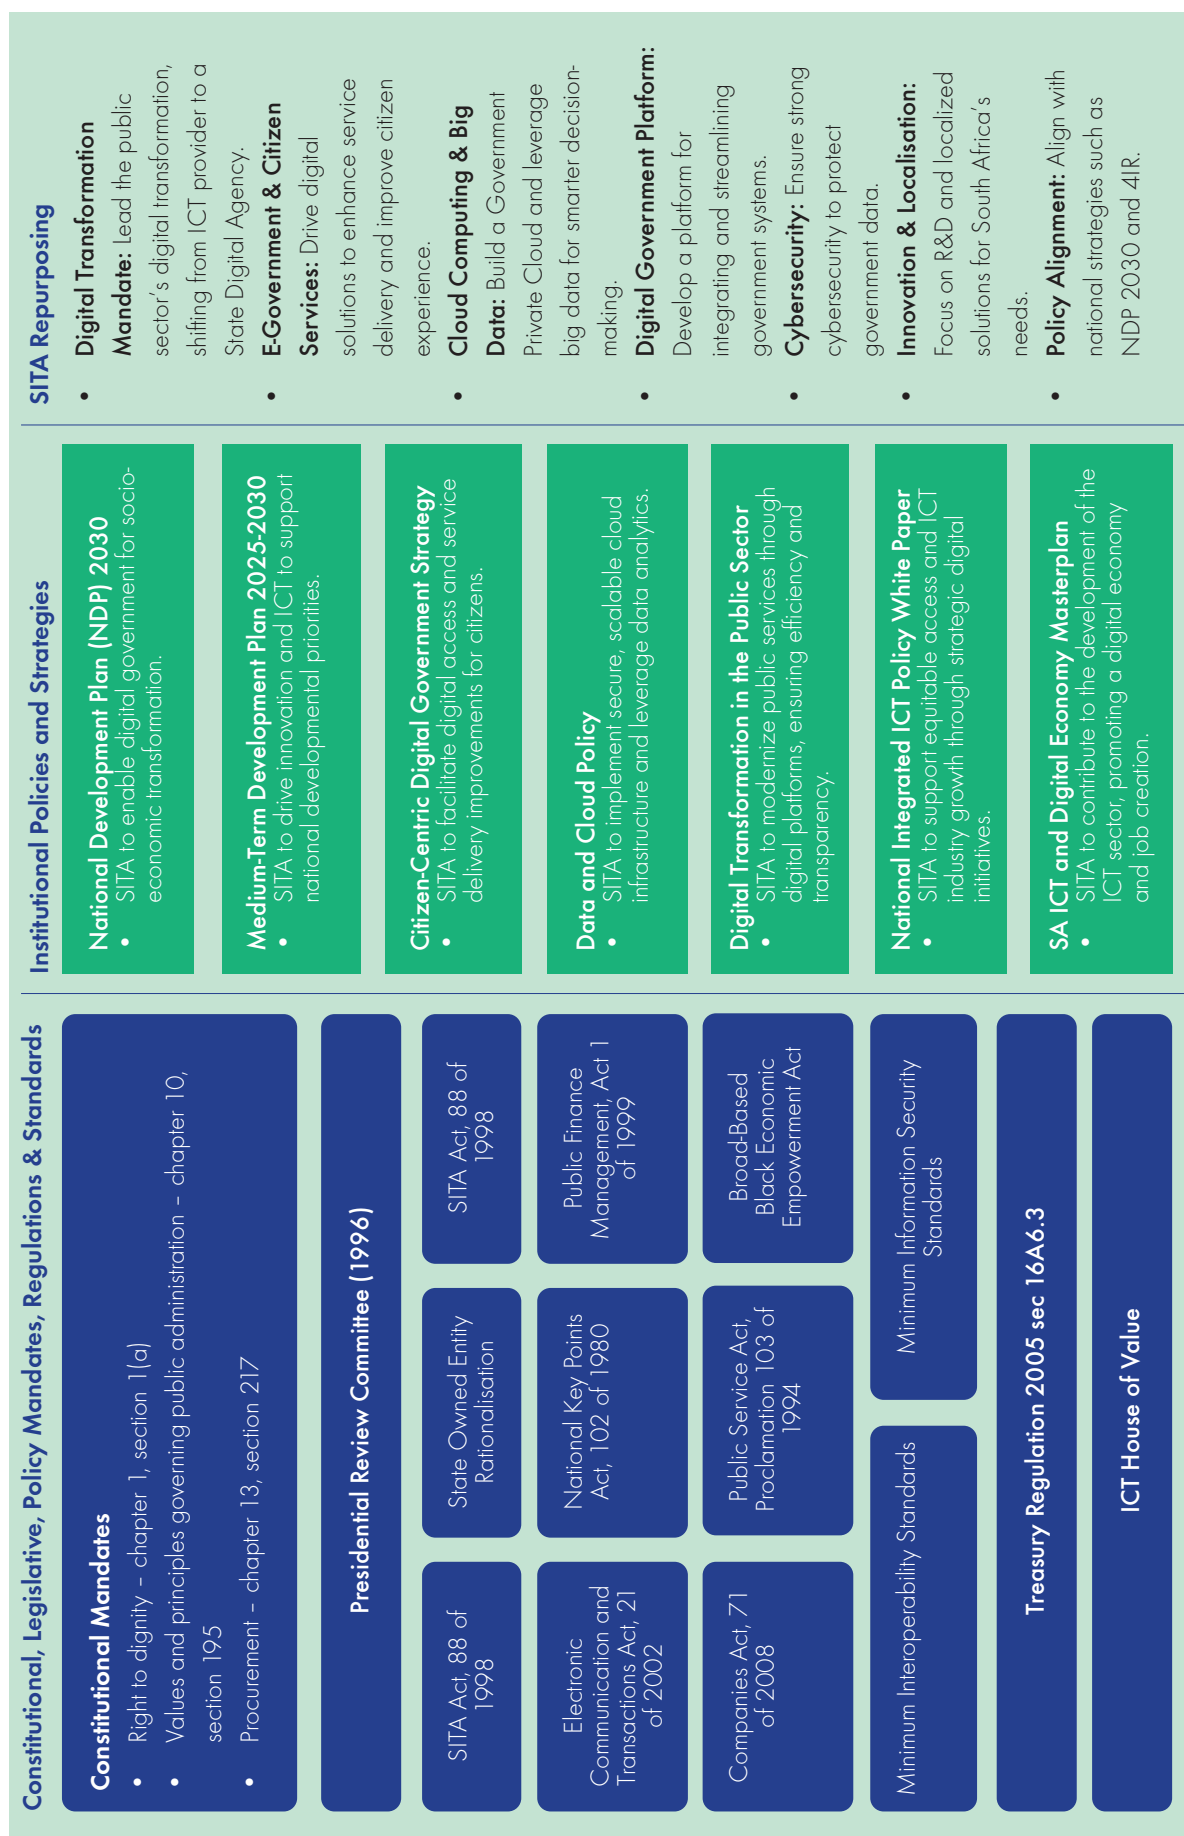 Constitutional, Legislative, Policy Mandates, Regulations & Standards
Constitutional Mandates
• Right to dignity – chapter 1, section 1(a)
• Values and principles governing public administration – chapter 10,
section 195
• Procurement – chapter 13, section 217
Presidential Review Committee (1996)
SITA Act, 88 of
1998
State Owned Entity
Rationalisation
SITA Act, 88 of
1998
Electronic
Communication and
Transactions Act, 21
of 2002
National Key Points
Act, 102 of 1980
Public Finance
Management, Act 1
of 1999
Companies Act, 71
of 2008
Public Service Act,
Proclamation 103 of
1994
Broad-Based
Black Economic
Empowerment Act
Minimum Interoperability Standards
Minimum Information Security
Standards
Treasury Regulation 2005 sec 16A6.3
ICT House of Value
Institutional Policies and Strategies
National Development Plan (NDP) 2030
• SITA to enable digital government for socio-
economic transformation.
Medium-Term Development Plan 2025-2030
• SITA to drive innovation and ICT to support
national developmental priorities.
Citizen-Centric Digital Government Strategy
• SITA to facilitate digital access and service
delivery improvements for citizens.
Data and Cloud Policy
• SITA to implement secure, scalable cloud
infrastructure and leverage data analytics.
Digital Transformation in the Public Sector
• SITA to modernize public services through
digital platforms, ensuring efficiency and
transparency.
National Integrated ICT Policy White Paper
• SITA to support equitable access and ICT
industry growth through strategic digital
initiatives.
SA ICT and Digital Economy Masterplan
• SITA to contribute to the development of the
ICT sector, promoting a digital economy
and job creation.
SITA Repurposing
• Digital Transformation
Mandate: Lead the public
sector's digital transformation,
shifting from ICT provider to a
State Digital Agency.
• E-Government & Citizen
Services: Drive digital
solutions to enhance service
delivery and improve citizen
experience.
• Cloud Computing & Big
Data: Build a Government
Private Cloud and leverage
big data for smarter decision-
making.
• Digital Government Platform:
Develop a platform for
integrating and streamlining
government systems.
• Cybersecurity: Ensure strong
cybersecurity to protect
government data.
• Innovation & Localisation:
Focus on R&D and localized
solutions for South Africa's
needs.
• Policy Alignment: Align with
national strategies such as
NDP 2030 and 4IR.